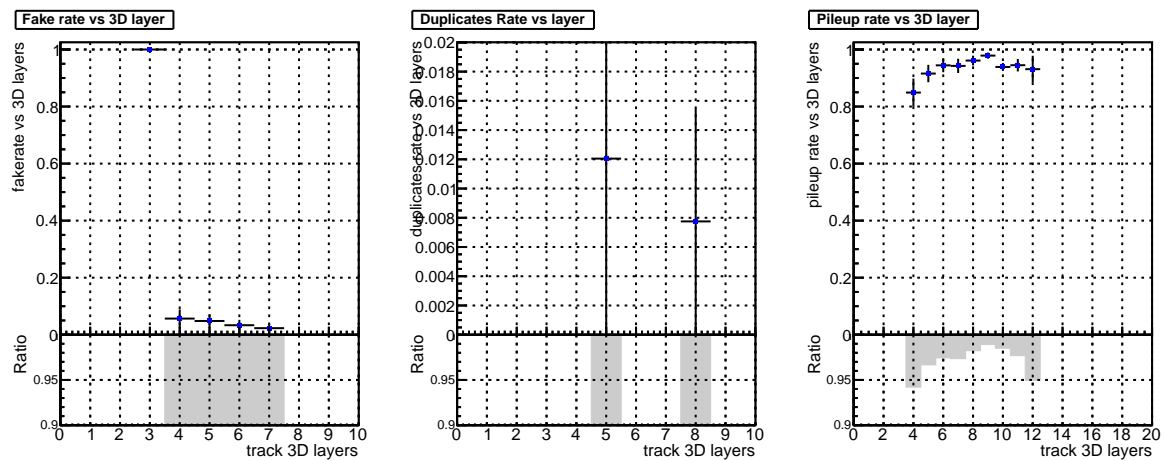 Fake rate vs 3D layer
fakerate vs 3D layers
1
0.8
0.6
0.4
0.2
0
Ratio
0.95
0.9
0 1 2 3 4 5 6 7 8 9 10
track 3D layers
Duplicates Rate vs layer
duplicates rate vs 3D layers
0.02
0.018
0.016
0.014
0.012
0.01
0.008
0.006
0.004
0.002
0
Ratio
0.95
0.9
0 1 2 3 4 5 6 7 8 9 10
track 3D layers
Pileup rate vs 3D layer
pileup rate vs 3D layers
1
0.8
0.6
0.4
0.2
0
Ratio
0.95
0.9
0 2 4 6 8 10 12 14 16 18 20
track 3D layers